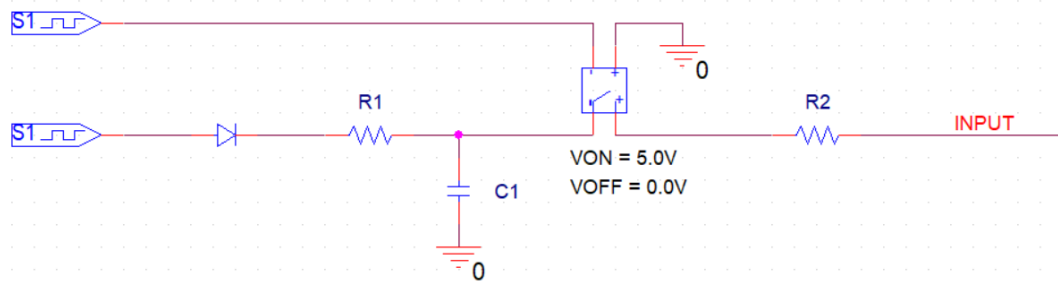 S1
0
S1
R1
R2
INPUT
VON = 5.0V
VOFF = 0.0V
C1
0